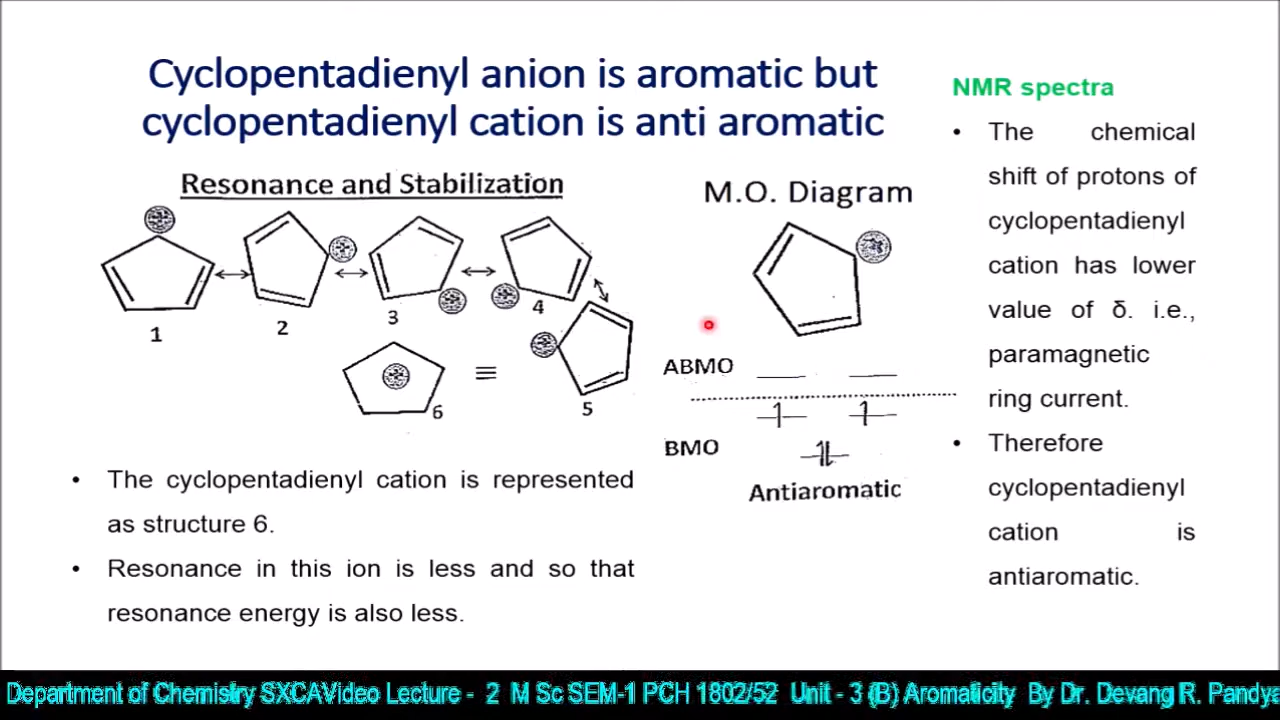 Cyclopentadienyl anion is aromatic but
cyclopentadienyl cation is anti aromatic
Resonance and Stabilization
1
2
3
4
5
6
≡
• The cyclopentadienyl cation is represented
as structure 6.
• Resonance in this ion is less and so that
resonance energy is also less.
M.O. Diagram
ABMO
BMO
Antiaromatic
NMR spectra
• The chemical
shift of protons of
cyclopentadienyl
cation has lower
value of δ. i.e.,
paramagnetic
ring current.
• Therefore
cyclopentadienyl
cation is
antiaromatic.
Department of Chemistry SXCAVideo Lecture - 2 M Sc SEM-1 PCH 1802/52 Unit - 3 (B) Aromaticity By Dr. Devang R. Pandya